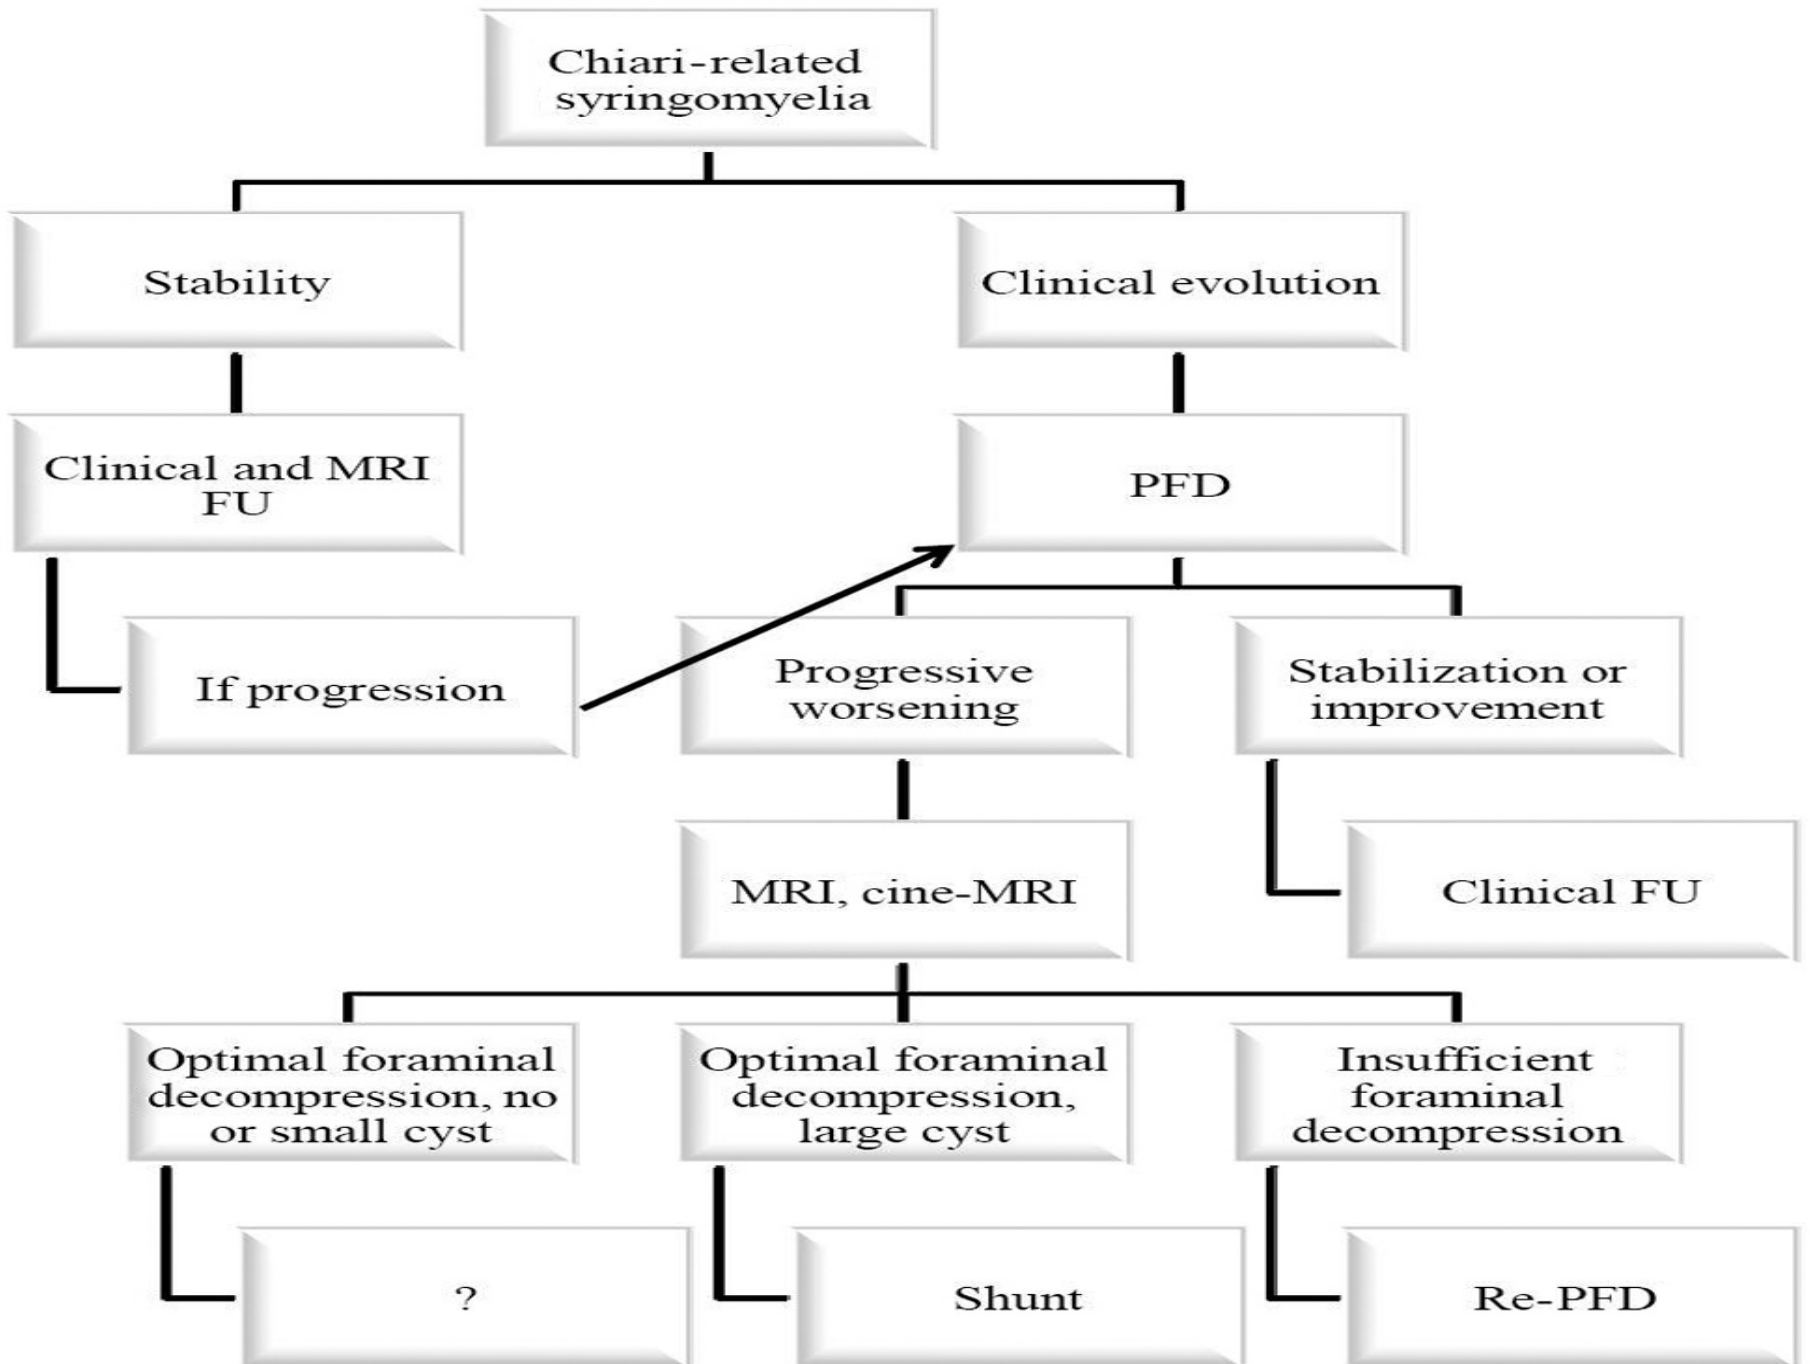 Chiari-related
syringomyelia
Stability
Clinical evolution
Clinical and MRI
FU
PFD
If progression
Progressive
worsening
Stabilization or
improvement
MRI, cine-MRI
Clinical FU
Optimal foraminal
decompression, no
or small cyst
Optimal foraminal
decompression,
large cyst
Insufficient
foraminal
decompression
?
Shunt
Re-PFD